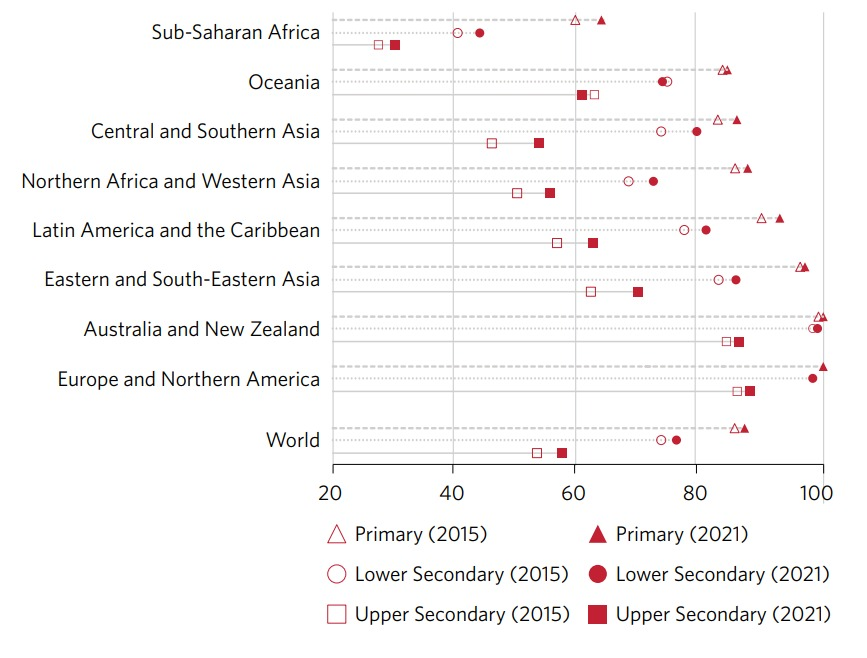 Sub-Saharan Africa
Oceania
Central and Southern Asia
Northern Africa and Western Asia
Latin America and the Caribbean
Eastern and South-Eastern Asia
Australia and New Zealand
Europe and Northern America
World
20 40 60 80 100
Primary (2015) Primary (2021)
Lower Secondary (2015) Lower Secondary (2021)
Upper Secondary (2015) Upper Secondary (2021)